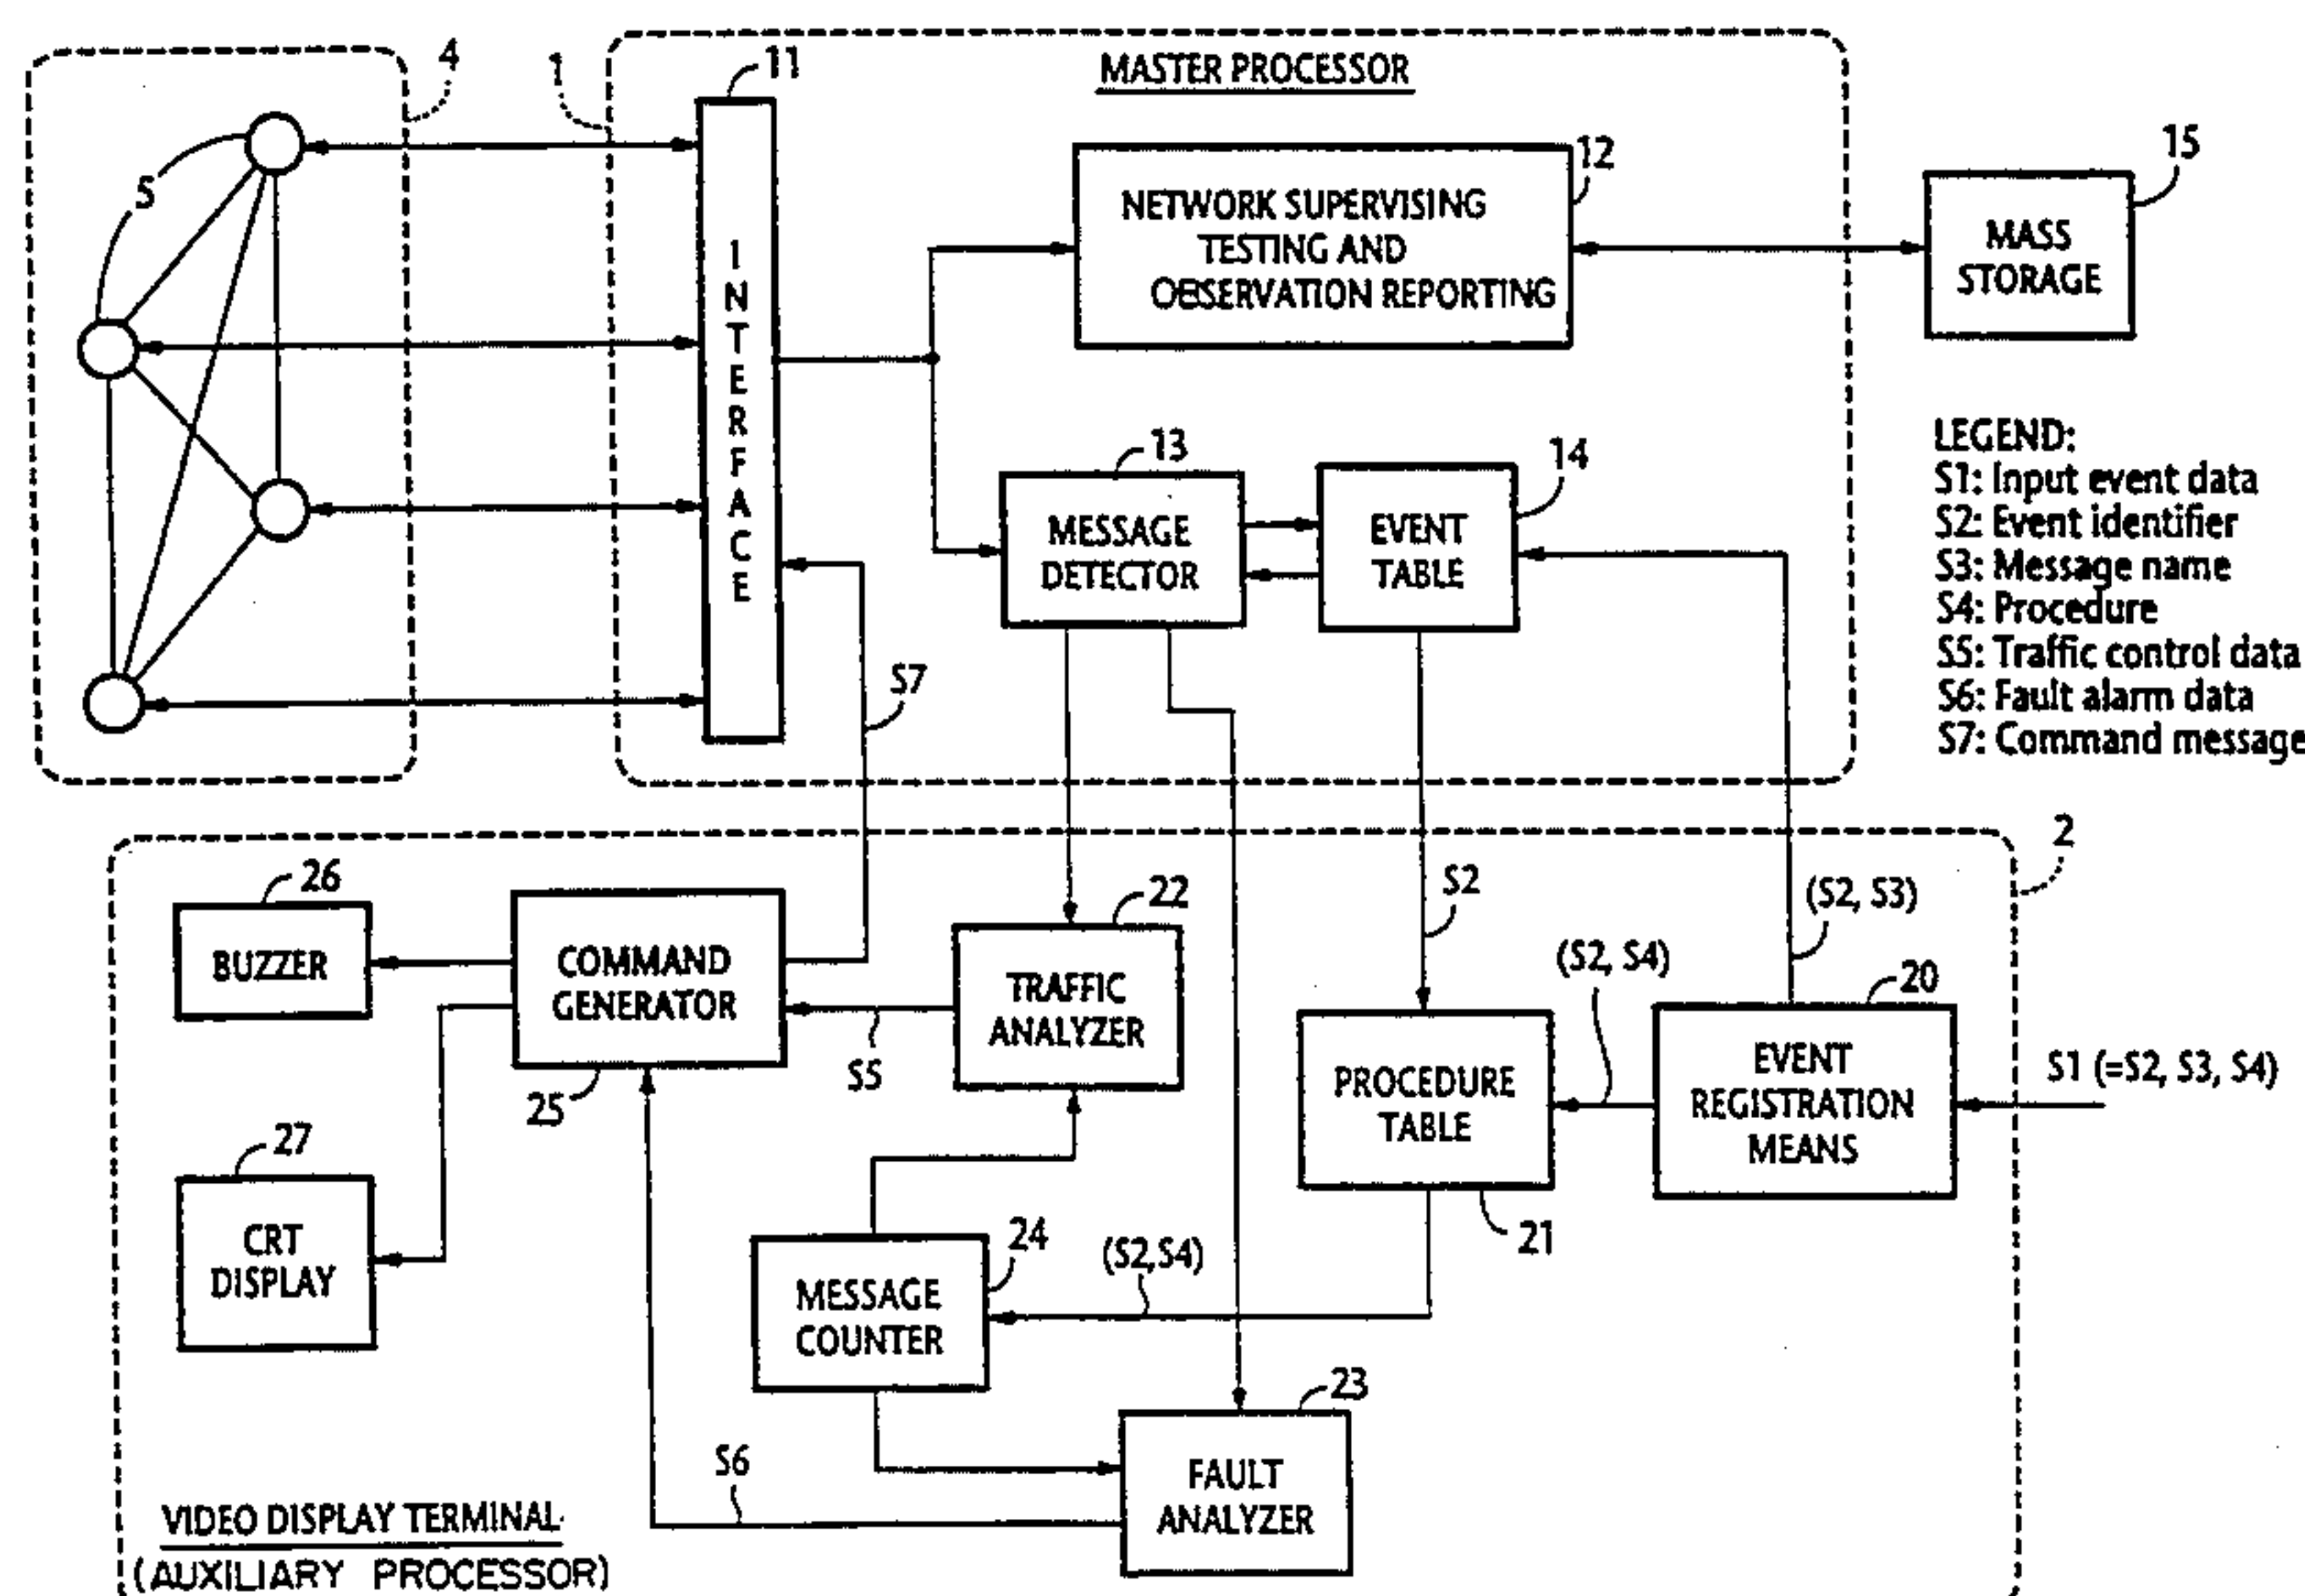 4
1
11
MASTER PROCESSOR
5
12
NETWORK SUPERVISING
TESTING AND
OBSERVATION REPORTING
15
MASS
STORAGE
INTERFACE
13
MESSAGE
DETECTOR
14
EVENT
TABLE
LEGEND:
S1: Input event data
S2: Event identifier
S3: Message name
S4: Procedure
S5: Traffic control data
S6: Fault alarm data
S7: Command message
S7
2
26
BUZZER
COMMAND
GENERATOR
25
22
TRAFFIC
ANALYZER
S5
S2
(S2, S3)
(S2, S4)
20
EVENT
REGISTRATION
MEANS
S1 (=S2, S3, S4)
PROCEDURE
TABLE
21
27
CRT
DISPLAY
24
MESSAGE
COUNTER
(S2,S4)
23
FAULT
ANALYZER
S6
VIDEO DISPLAY TERMINAL
(AUXILIARY PROCESSOR)